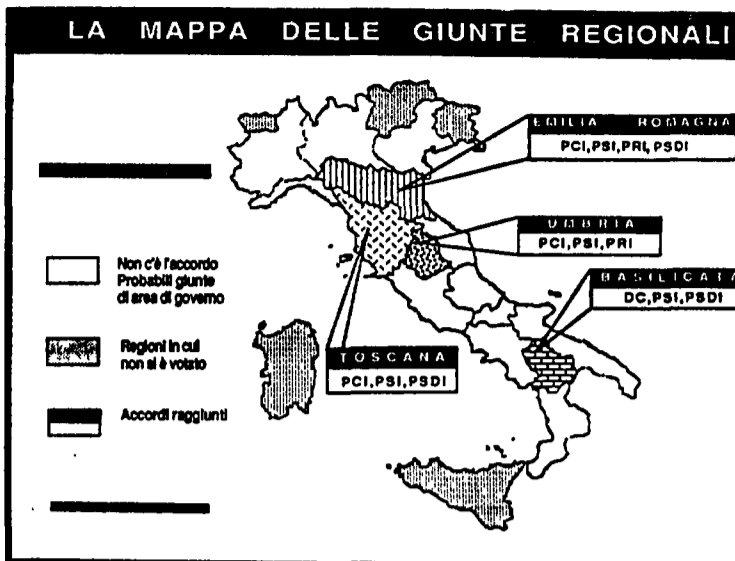 LA MAPPA DELLE GIUNTE REGIONALI
EMILIA ROMAGNA
PCI,PSI,PRI,PSDI
UMBRIA
PCI,PSI,PRI
BASILICATA
DC,PSI,PSDI
TOSCANA
PCI,PSI,PSDI
Non c'è l'accordo
Probabili giunte
di area di governo
Regioni in cui
non si è votato
Accordi raggiunti